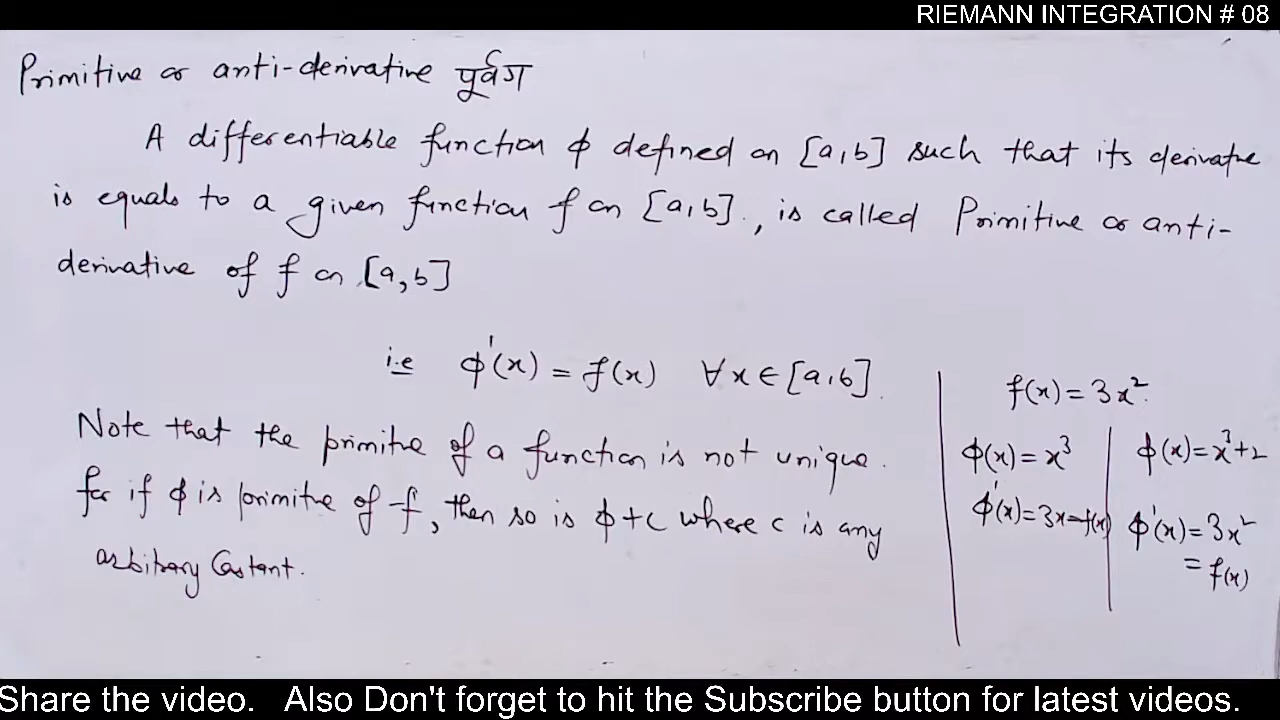 RIEMANN INTEGRATION # 08
Primitive or anti-derivative पूर्वग
A differentiable function ϕ defined on [a,b] such that its derivative
is equals to a given function f on [a,b]., is called Primitive or anti-
derivative of f on [a,b]
i.e ϕ'(x) = f(x) ∀x∈[a,b].
Note that the primitive of a function is not unique.
for if ϕ is primitive of f, then so is ϕ+c where c is any
arbitrary Constant.
f(x) = 3x².
ϕ(x) = x³
ϕ'(x) = 3x²=f(x)
ϕ(x) = x³+2
ϕ'(x) = 3x²
= f(x)
Share the video. Also Don't forget to hit the Subscribe button for latest videos.